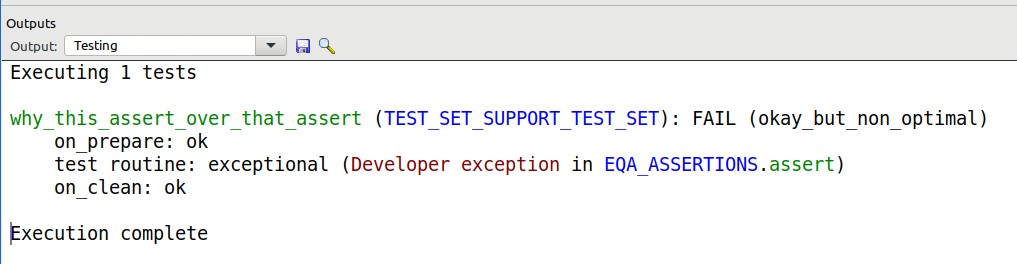 Outputs
Output: Testing
Executing 1 tests
why_this_assert_over_that_assert (TEST_SET_SUPPORT_TEST_SET): FAIL (okay_but_non_optimal)
on_prepare: ok
test routine: exceptional (Developer exception in EQA_ASSERTIONS.assert)
on_clean: ok
Execution complete